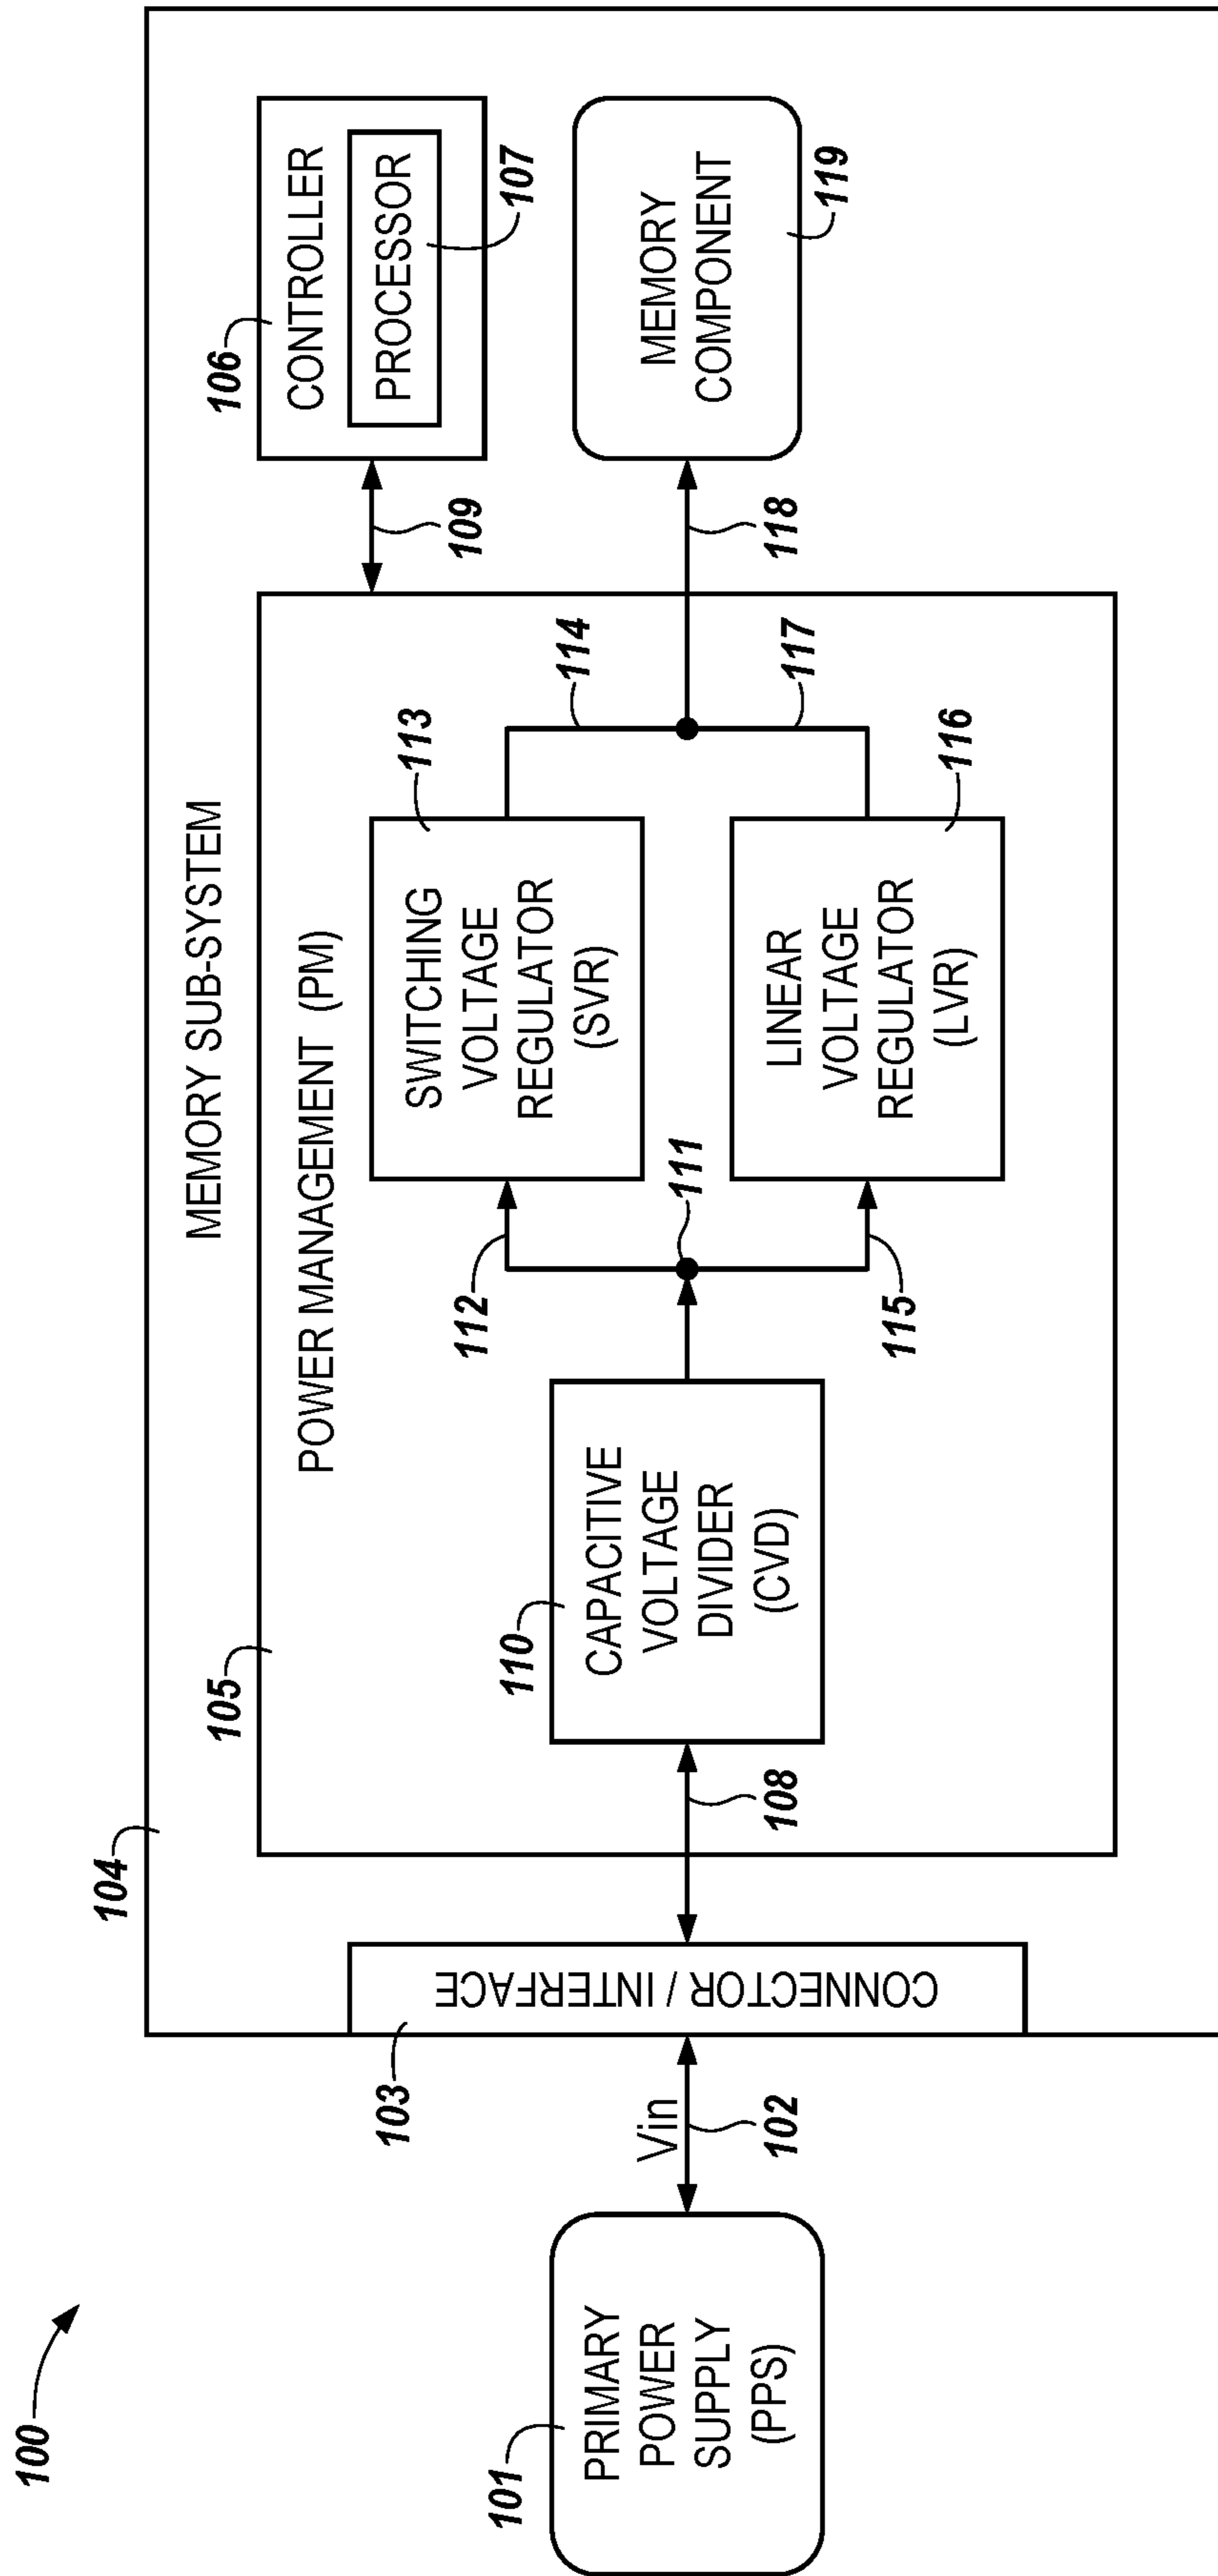 100
MEMORY SUB-SYSTEM
104
105
POWER MANAGEMENT (PM)
101
PRIMARY
POWER
SUPPLY
(PPS)
Vin
102
103
CONNECTOR / INTERFACE
108
110
CAPACITIVE
VOLTAGE
DIVIDER
(CVD)
111
112
113
SWITCHING
VOLTAGE
REGULATOR
(SVR)
114
115
LINEAR
VOLTAGE
REGULATOR
(LVR)
116
117
118
109
106
CONTROLLER
PROCESSOR
107
MEMORY
COMPONENT
119